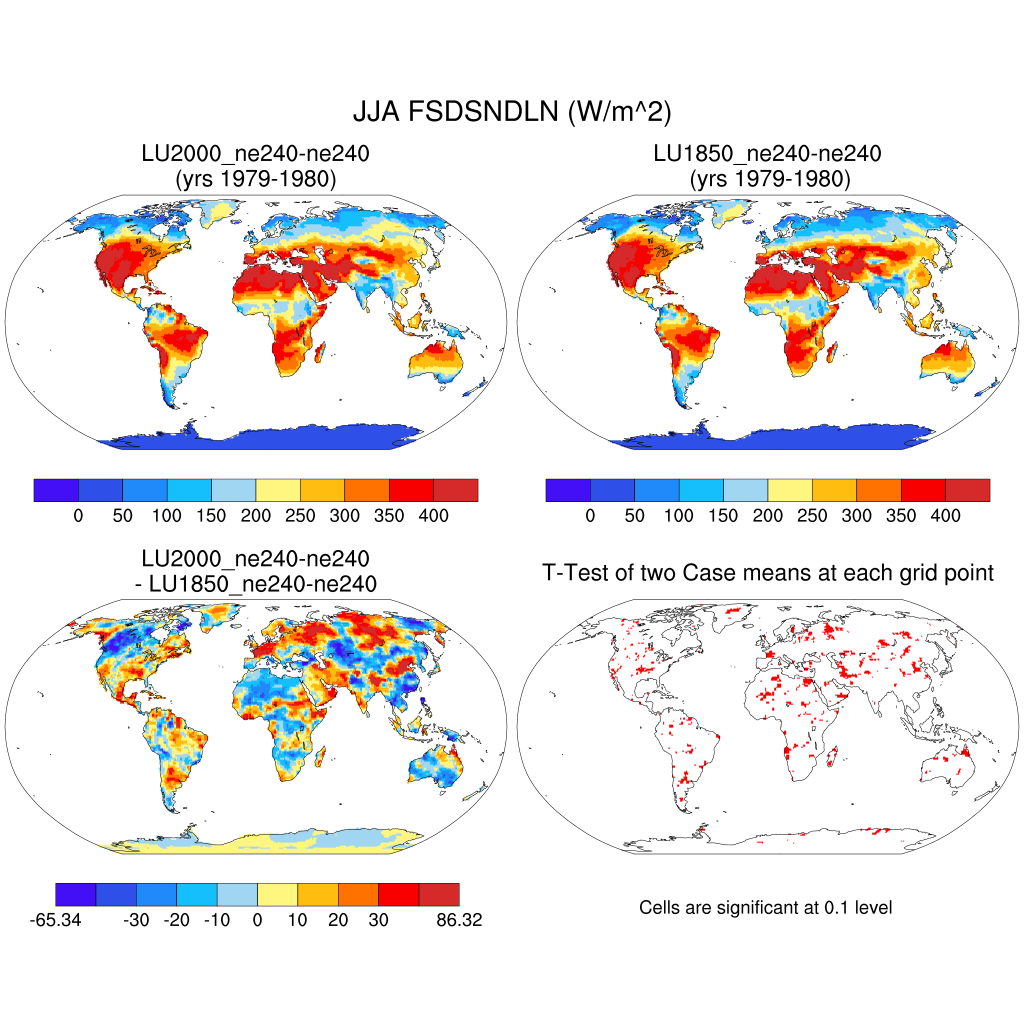 JJA FSDSNDLN (W/m^2)
LU2000_ne240-ne240
(yrs 1979-1980)
LU1850_ne240-ne240
(yrs 1979-1980)
0 50 100 150 200 250 300 350 400
0 50 100 150 200 250 300 350 400
LU2000_ne240-ne240
- LU1850_ne240-ne240
T-Test of two Case means at each grid point
-65.34 -30 -20 -10 0 10 20 30 86.32
Cells are significant at 0.1 level